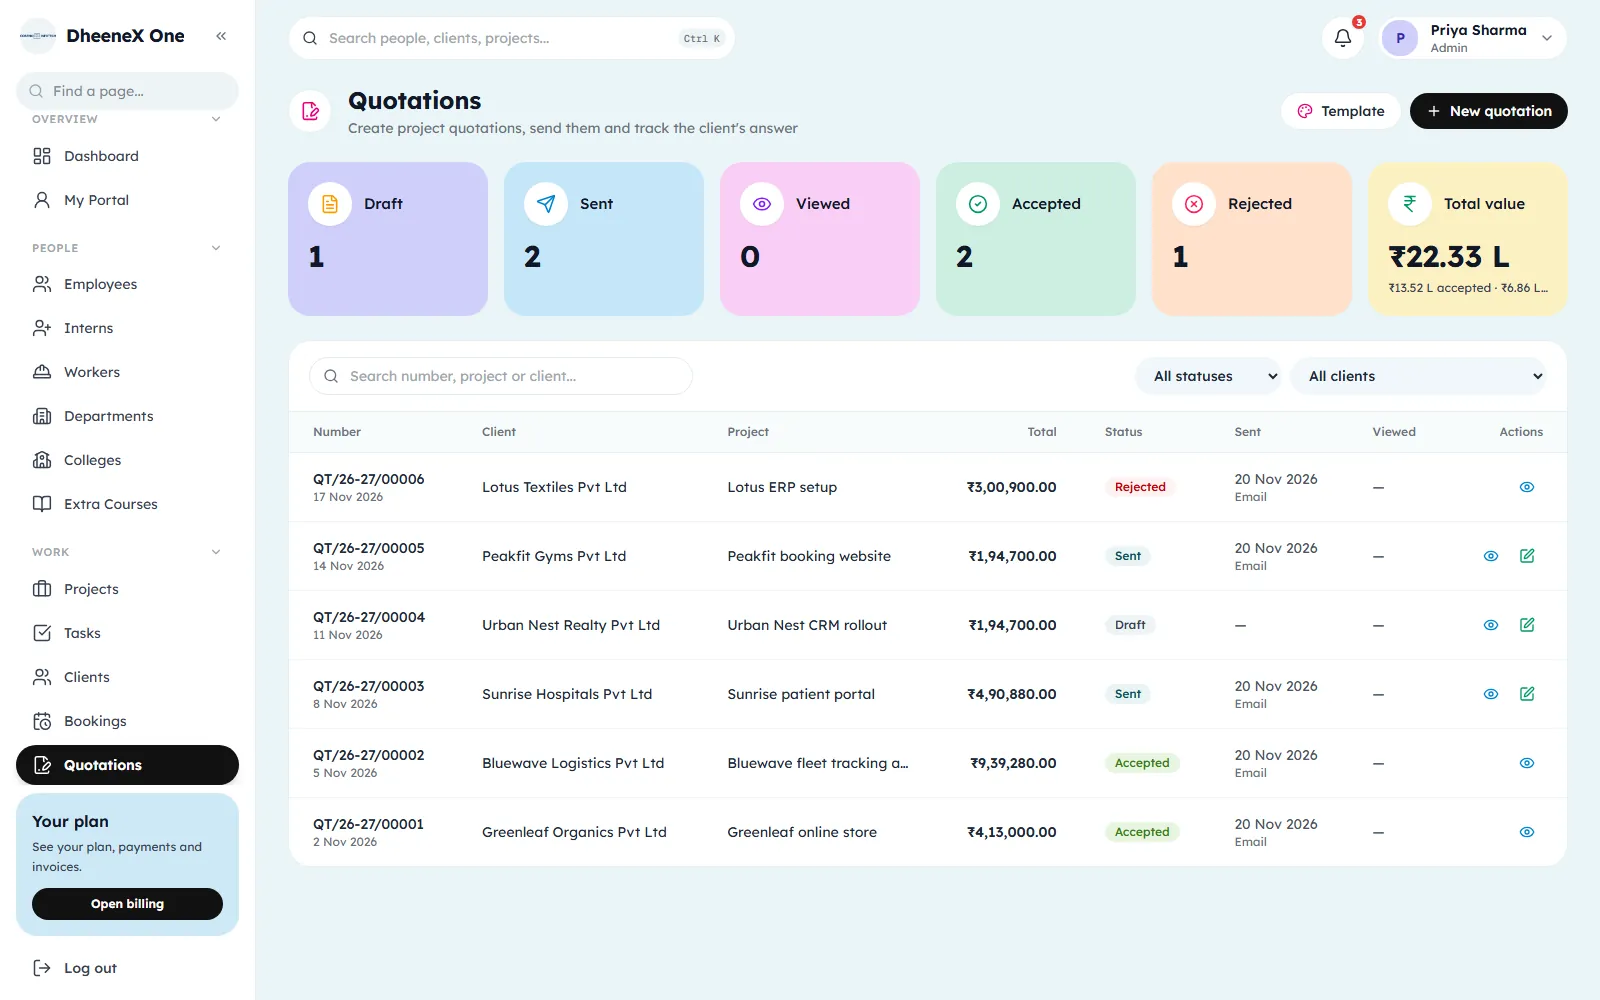 DheeneX One
Find a page...
OVERVIEW
Dashboard
My Portal
PEOPLE
Employees
Interns
Workers
Departments
Colleges
Extra Courses
WORK
Projects
Tasks
Clients
Bookings
Quotations
Your plan
See your plan, payments and
invoices.
Open billing
Log out
Search people, clients, projects...
Ctrl K
3
P
Priya Sharma
Admin
Quotations
Create project quotations, send them and track the client's answer
Template
+ New quotation
Draft
1
Sent
2
Viewed
0
Accepted
2
Rejected
1
₹ Total value
₹22.33 L
₹13.52 L accepted · ₹6.86 L...
Search number, project or client...
All statuses
All clients
Number Client Project Total Status Sent Viewed Actions
QT/26-27/00006 Lotus Textiles Pvt Ltd Lotus ERP setup ₹3,00,900.00 Rejected 20 Nov 2026 —
17 Nov 2026 Email
QT/26-27/00005 Peakfit Gyms Pvt Ltd Peakfit booking website ₹1,94,700.00 Sent 20 Nov 2026 —
14 Nov 2026 Email
QT/26-27/00004 Urban Nest Realty Pvt Ltd Urban Nest CRM rollout ₹1,94,700.00 Draft — —
11 Nov 2026
QT/26-27/00003 Sunrise Hospitals Pvt Ltd Sunrise patient portal ₹4,90,880.00 Sent 20 Nov 2026 —
8 Nov 2026 Email
QT/26-27/00002 Bluewave Logistics Pvt Ltd Bluewave fleet tracking a... ₹9,39,280.00 Accepted 20 Nov 2026 —
5 Nov 2026 Email
QT/26-27/00001 Greenleaf Organics Pvt Ltd Greenleaf online store ₹4,13,000.00 Accepted 20 Nov 2026 —
2 Nov 2026 Email